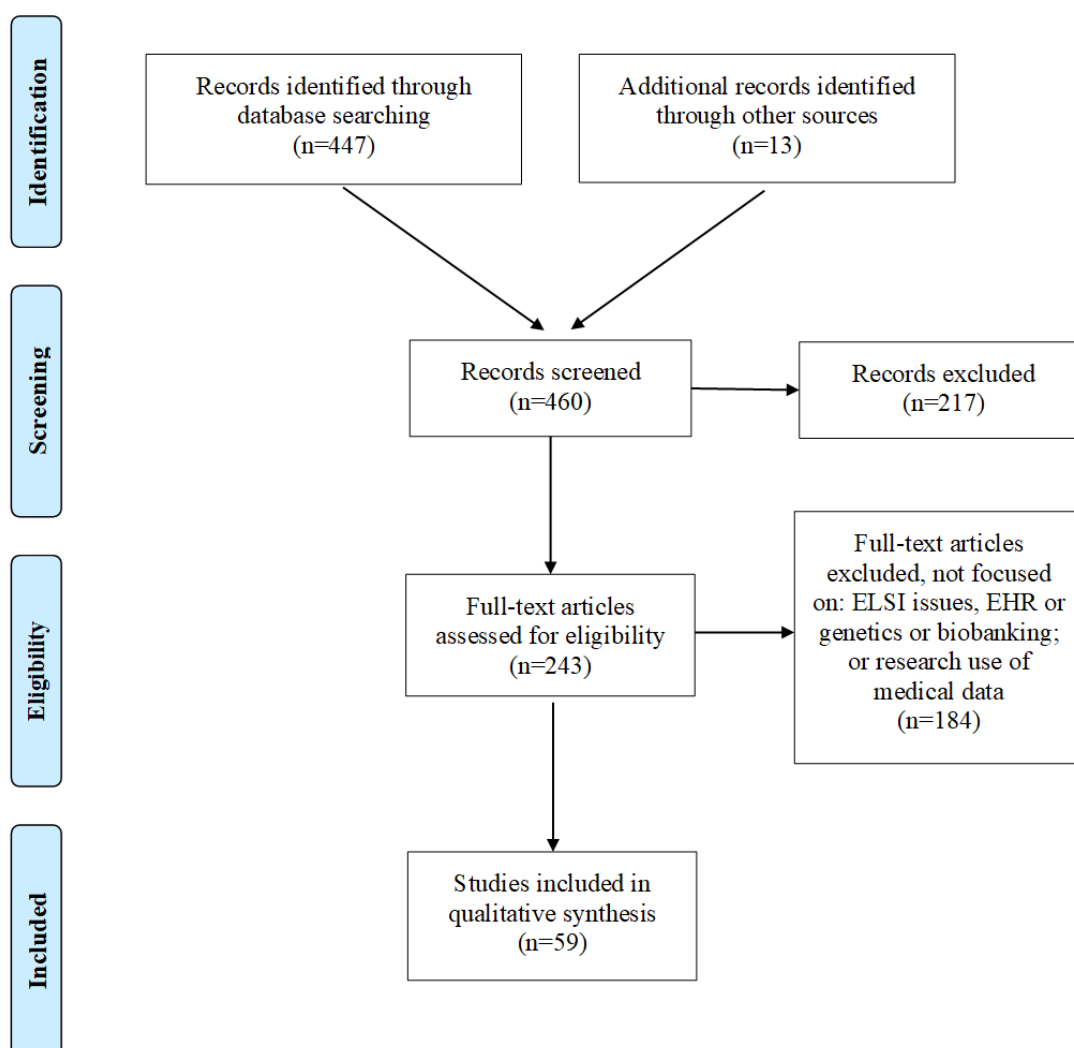 Identification
Records identified through
database searching
(n=447)
Additional records identified
through other sources
(n=13)
Screening
Records screened
(n=460)
Records excluded
(n=217)
Eligibility
Full-text articles
assessed for eligibility
(n=243)
Full-text articles
excluded, not focused
on: ELSI issues, EHR or
genetics or biobanking;
or research use of
medical data
(n=184)
Included
Studies included in
qualitative synthesis
(n=59)